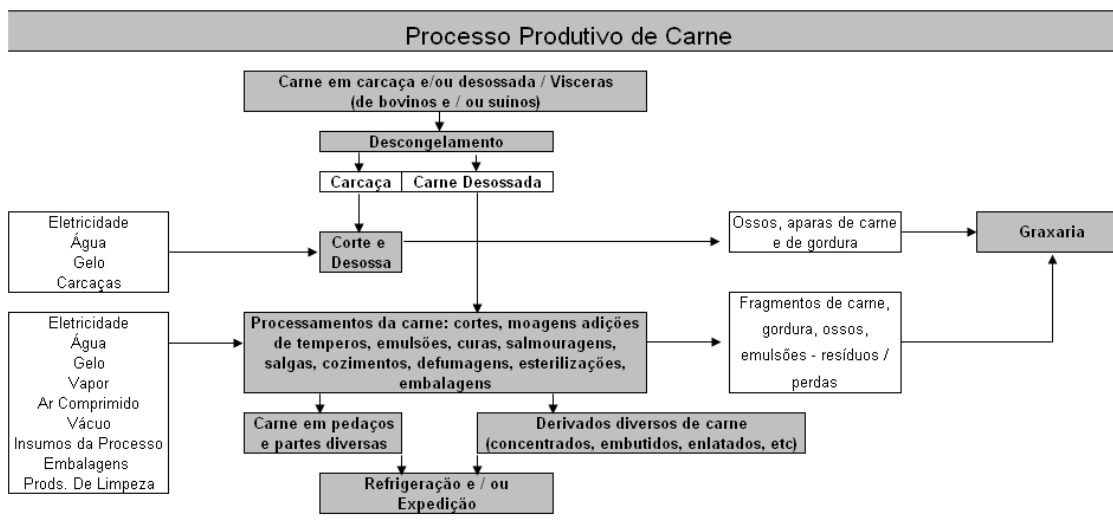 Processo Produtivo de Carne
Carne em carcaça e/ou desossada / Visceras
(de bovinos e / ou suínos)
Descongelamento
Carcaça
Carne Desossada
Eletricidade
Água
Gelo
Carcaças
Corte e
Desossa
Ossos, aparas de carne
e de gordura
Graxaria
Eletricidade
Água
Gelo
Vapor
Ar Comprimido
Vácuo
Insumos da Processo
Embalagens
Prods. De Limpeza
Processamentos da carne: cortes, moagens adições
de temperos, emulsões, curas, salmouragens,
salgas, cozimentos, defumagens, esterilizações,
embalagens
Fragmentos de carne,
gordura, ossos,
emulsões - resíduos /
perdas
Carne em pedaços
e partes diversas
Derivados diversos de carne
(concentrados, embutidos, enlatados, etc)
Refrigeração e / ou
Expedição